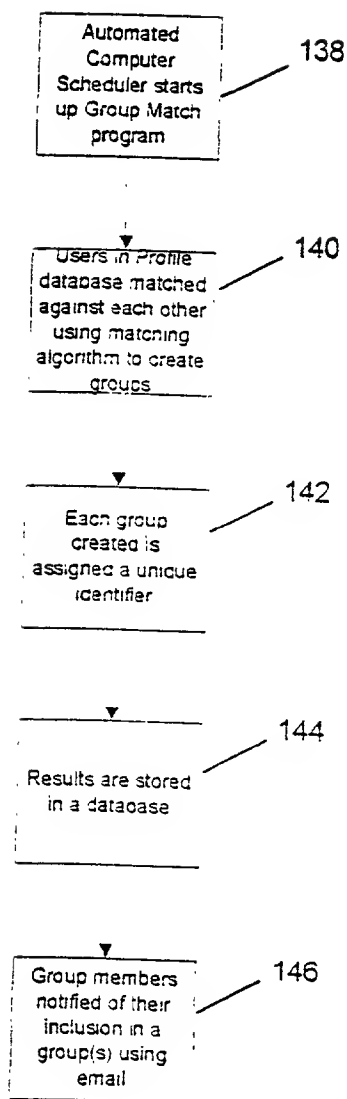 Automated
Computer
Scheduler starts
up Group Match
program
138
Users in Profile
database matched
against each other
using matching
algorithm to create
groups
140
Each group
created is
assigned a unique
identifier
142
Results are stored
in a database
144
Group members
notified of their
inclusion in a
group(s) using
email
146